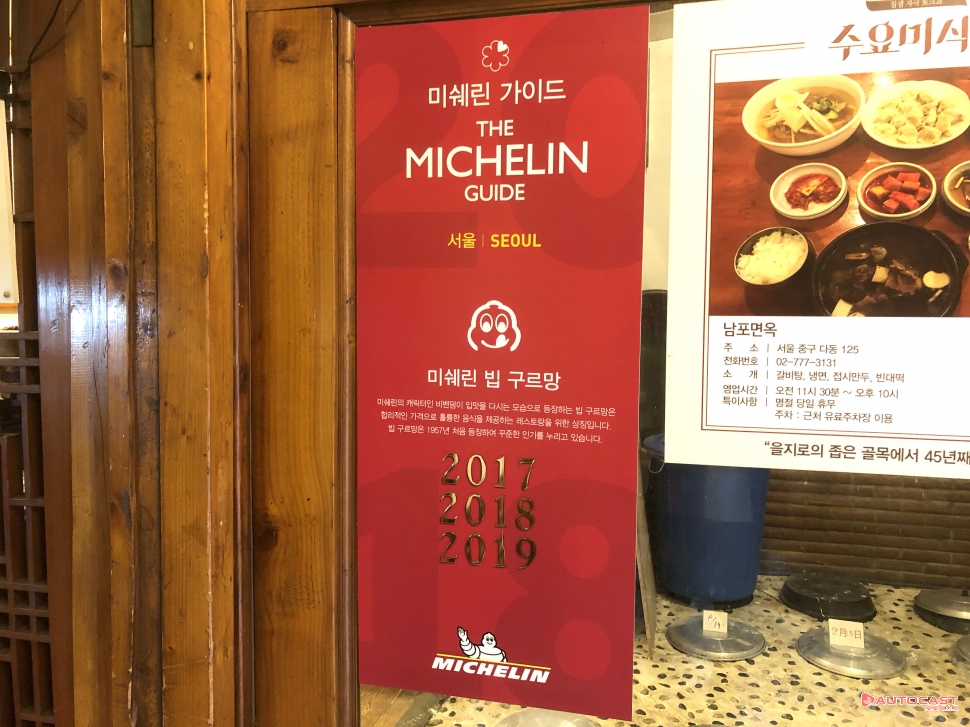 미쉐린 가이드
THE
MICHELIN
GUIDE
서울 | SEOUL
미쉐린 빕 구르망
미쉐린의 캐릭터인 비벤덤이 입맛을 다시는 모습으로 등장하는 빕 구르망은
합리적인 가격으로 훌륭한 음식을 제공하는 레스토랑을 위한 상징입니다.
빕 구르망은 1957년 처음 등장하여 꾸준한 인기를 누리고 있습니다.
2017
2018
2019
MICHELIN
수요미식
남포면옥
주 소 | 서울 중구 다동 125
전화번호 | 02-777-3131
소 개 | 갈비탕, 냉면, 접시만두, 빈대떡
영업시간 | 오전 11시 30분 ~ 오후 10시
특이사항 | 명절 당일 휴무
주차 : 근처 유료주차장 이용
“을지로의 좁은 골목에서 45년째
AUTOCAST